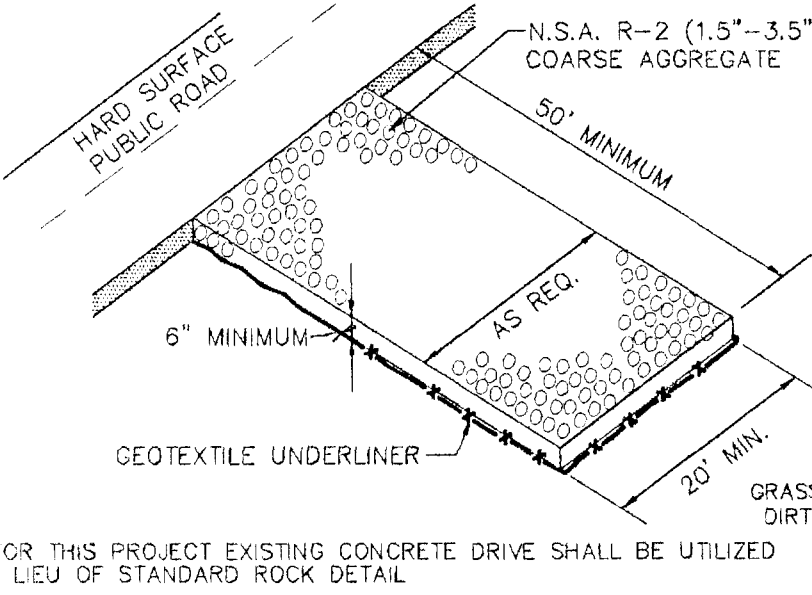 HARD SURFACE
PUBLIC ROAD
N.S.A. R-2 (1.5"-3.5"
COARSE AGGREGATE
50' MINIMUM
AS REQ.
6" MINIMUM
GEOTEXTILE UNDERLINER
20' MIN.
GRASS
DIRT
OR THIS PROJECT EXISTING CONCRETE DRIVE SHALL BE UTILIZED
LIEU OF STANDARD ROCK DETAIL